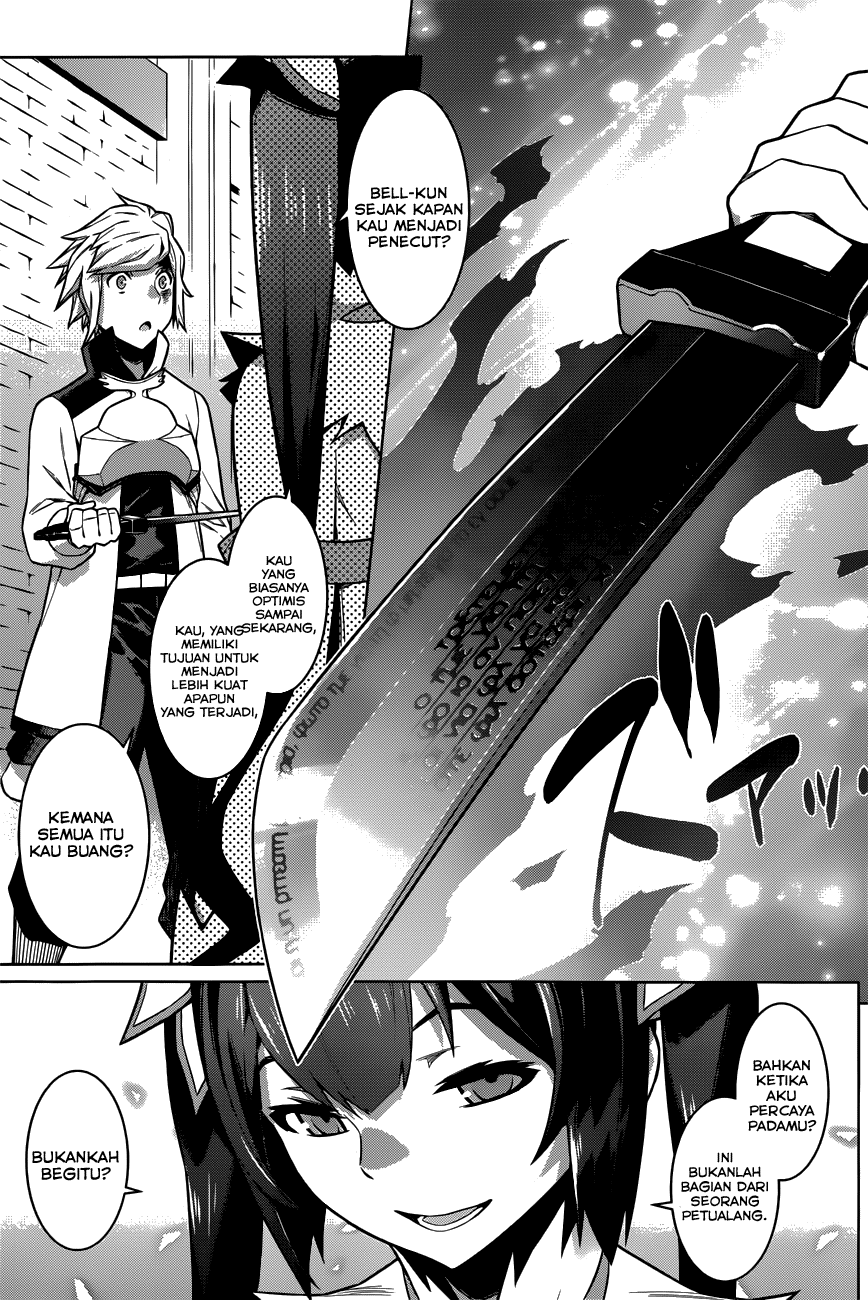 BELL-KUN
SEJAK KAPAN
KAU MENJADI
PENECUT?
KAU
YANG
BIASANYA
OPTIMIS
SAMPAI
SEKARANG,
KAU, YANG
MEMILIKI
TUJUAN UNTUK
MENJADI
LEBIH KUAT
APAPUN
YANG TERJADI,
KEMANA
SEMUA ITU
KAU BUANG?
BAHKAN
KETIKA
AKU
PERCAYA
PADAMU?
INI
BUKANLAH
BAGIAN DARI
SEORANG
PETUALANG.
BUKANKAH
BEGITU?